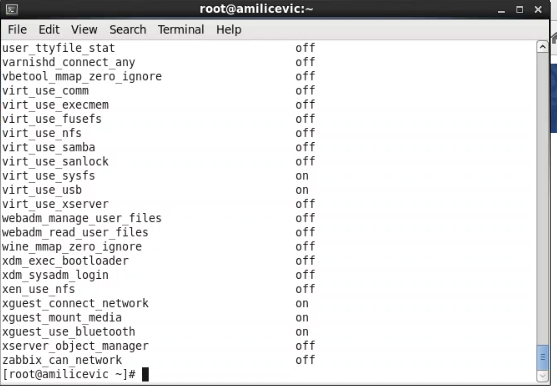 root@amilicevic:~
File Edit View Search Terminal Help
user_ttyfile_stat off
varnishd_connect_any off
vbetool_mmap_zero_ignore off
virt_use_comm off
virt_use_execmem off
virt_use_fusefs off
virt_use_nfs off
virt_use_samba off
virt_use_sanlock off
virt_use_sysfs on
virt_use_usb on
virt_use_xserver off
webadm_manage_user_files off
webadm_read_user_files off
wine_mmap_zero_ignore off
xdm_exec_bootloader off
xdm_sysadm_login off
xen_use_nfs off
xguest_connect_network on
xguest_mount_media on
xguest_use_bluetooth on
xserver_object_manager off
zabbix_can_network off
[root@amilicevic ~]#